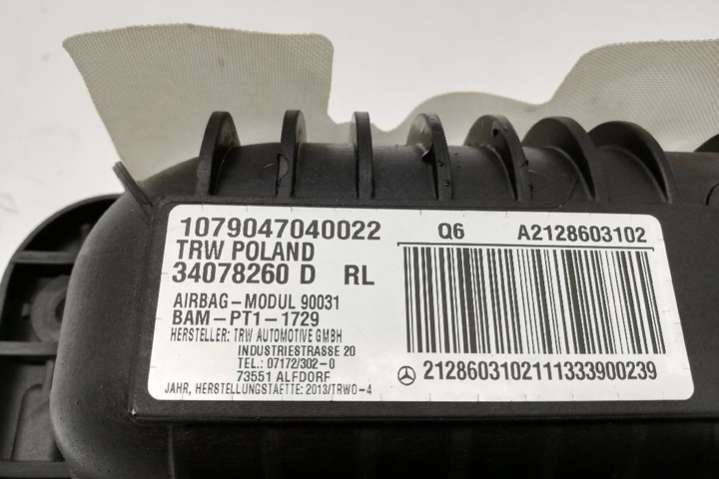 1079047040022 Q6 A2128603102
TRW POLAND
34078260 D RL
AIRBAG-MODUL 90031
BAM-PT1-1729
HERSTELLER: TRW AUTOMOTIVE GMBH
INDUSTRIESTRASSE 20
TEL.: 07172/302-0
73551 ALFDORF
2128603102111333900239
JAHR, HERSTELLUNGSTAETTE: 2013/TRWO-4